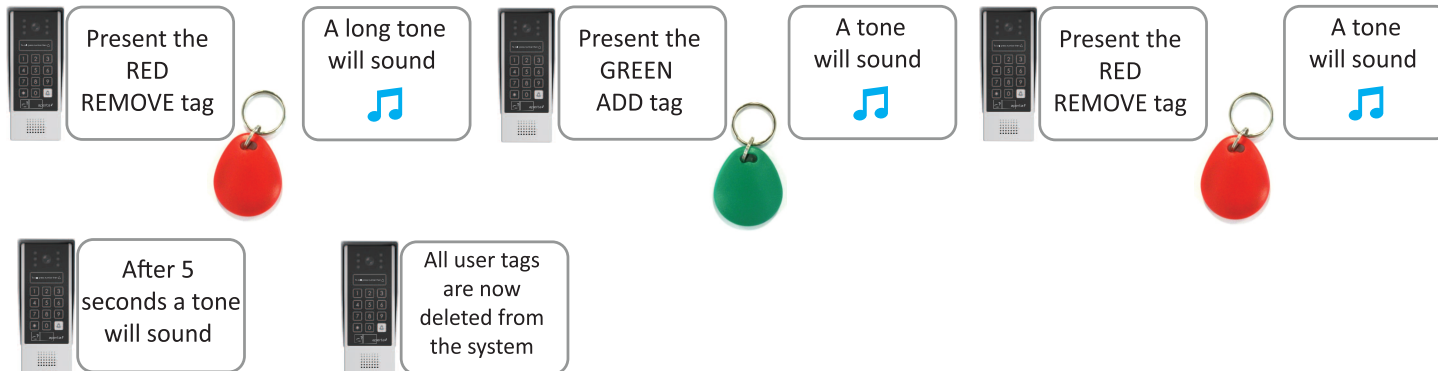 Present the
RED
REMOVE tag
A long tone
will sound
Present the
GREEN
ADD tag
A tone
will sound
Present the
RED
REMOVE tag
A tone
will sound
After 5
seconds a tone
will sound
All user tags
are now
deleted from
the system